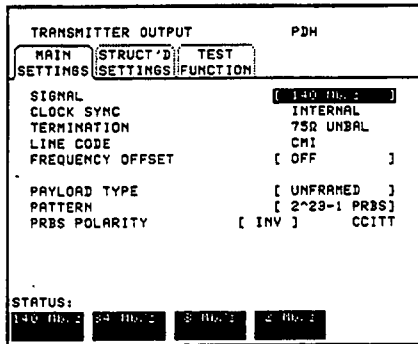 TRANSMITTER OUTPUT PDH
MAIN SETTINGS
STRUCT'D SETTINGS
TEST FUNCTION
SIGNAL [ 140 Mb/s ]
CLOCK SYNC INTERNAL
TERMINATION 75Ω UNBAL
LINE CODE CMI
FREQUENCY OFFSET [ OFF ]
PAYLOAD TYPE [ UNFRAMED ]
PATTERN [ 2^23-1 PRBS]
PRBS POLARITY [ INV ] CCITT
STATUS:
140 Mb/s 34 Mb/s 8 Mb/s 2 Mb/s